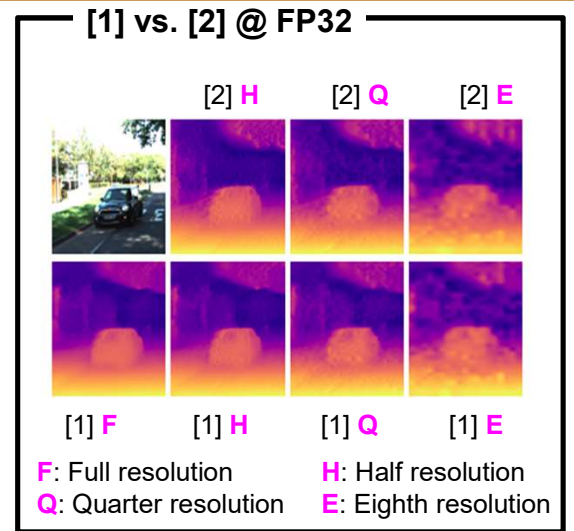 [1] vs. [2] @ FP32
[2] H [2] Q [2] E
[1] F [1] H [1] Q [1] E
F: Full resolution H: Half resolution
Q: Quarter resolution E: Eighth resolution